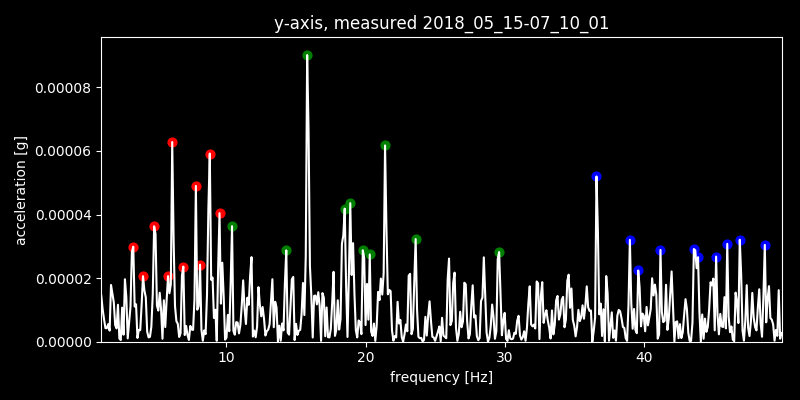 y-axis, measured 2018_05_15-07_10_01
acceleration [g]
0.00008
0.00006
0.00004
0.00002
0.00000
10 20 30 40
frequency [Hz]